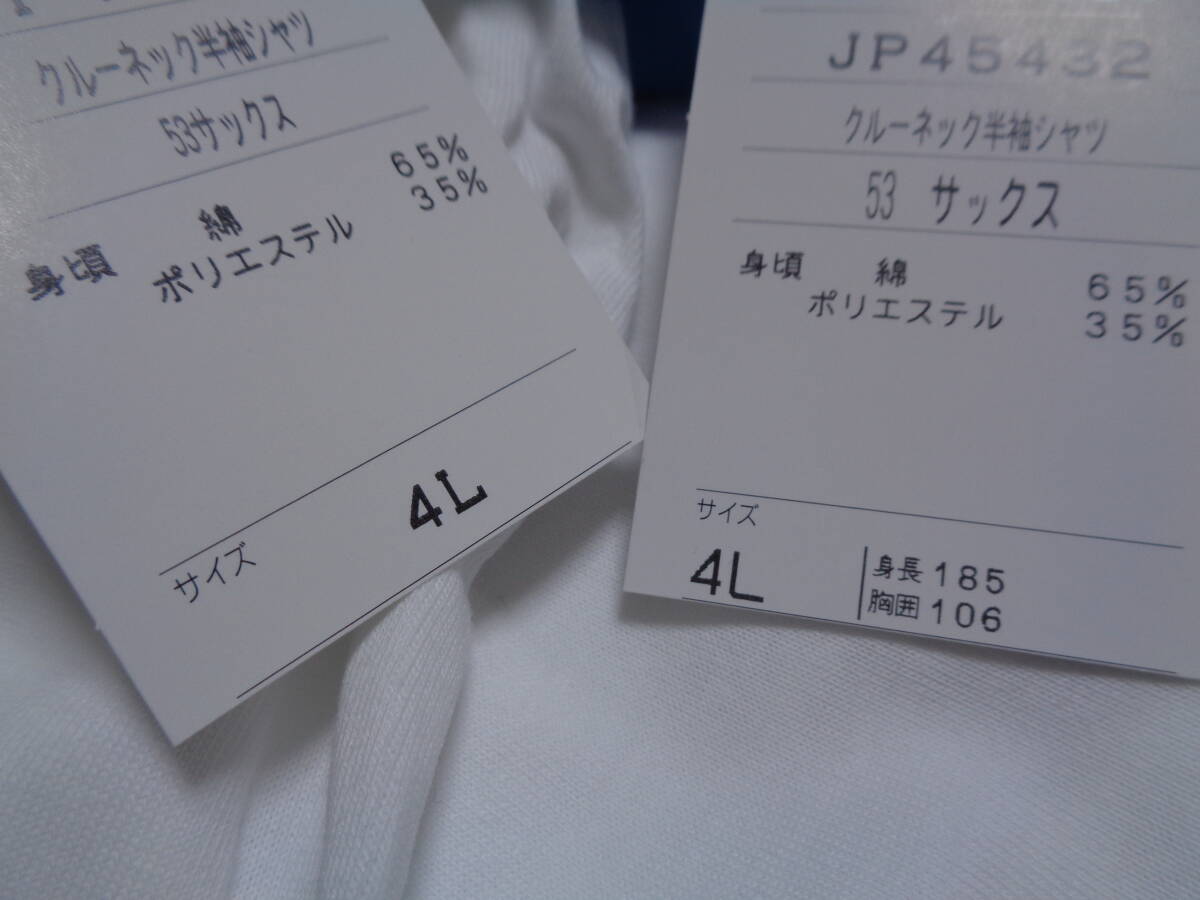 クルーネック半袖シャツ
53サックス
身頃 綿 65%
ポリエステル 35%
サイズ
4L
JP45432
クルーネック半袖シャツ
53 サックス
身頃 綿 65%
ポリエステル 35%
サイズ
4L 身長 185
胸囲 106